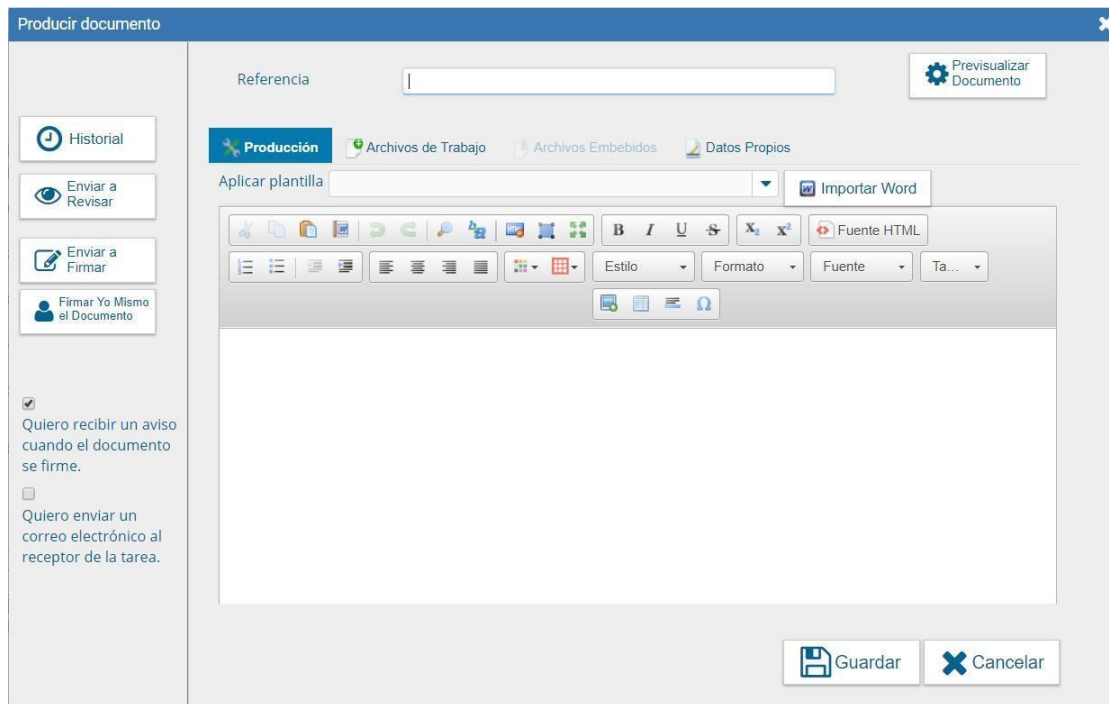 Producir documento
Referencia
Previsualizar
Documento
Historial
Enviar a
Revisar
Enviar a
Firmar
Firmar Yo Mismo
el Documento
Quiero recibir un aviso
cuando el documento
se firme.
Quiero enviar un
correo electrónico al
receptor de la tarea.
Producción Archivos de Trabajo Archivos Embebidos Datos Propios
Aplicar plantilla Importar Word
B I U S X₂ X² Fuente HTML
Estilo Formato Fuente Ta...
Ω
Guardar Cancelar